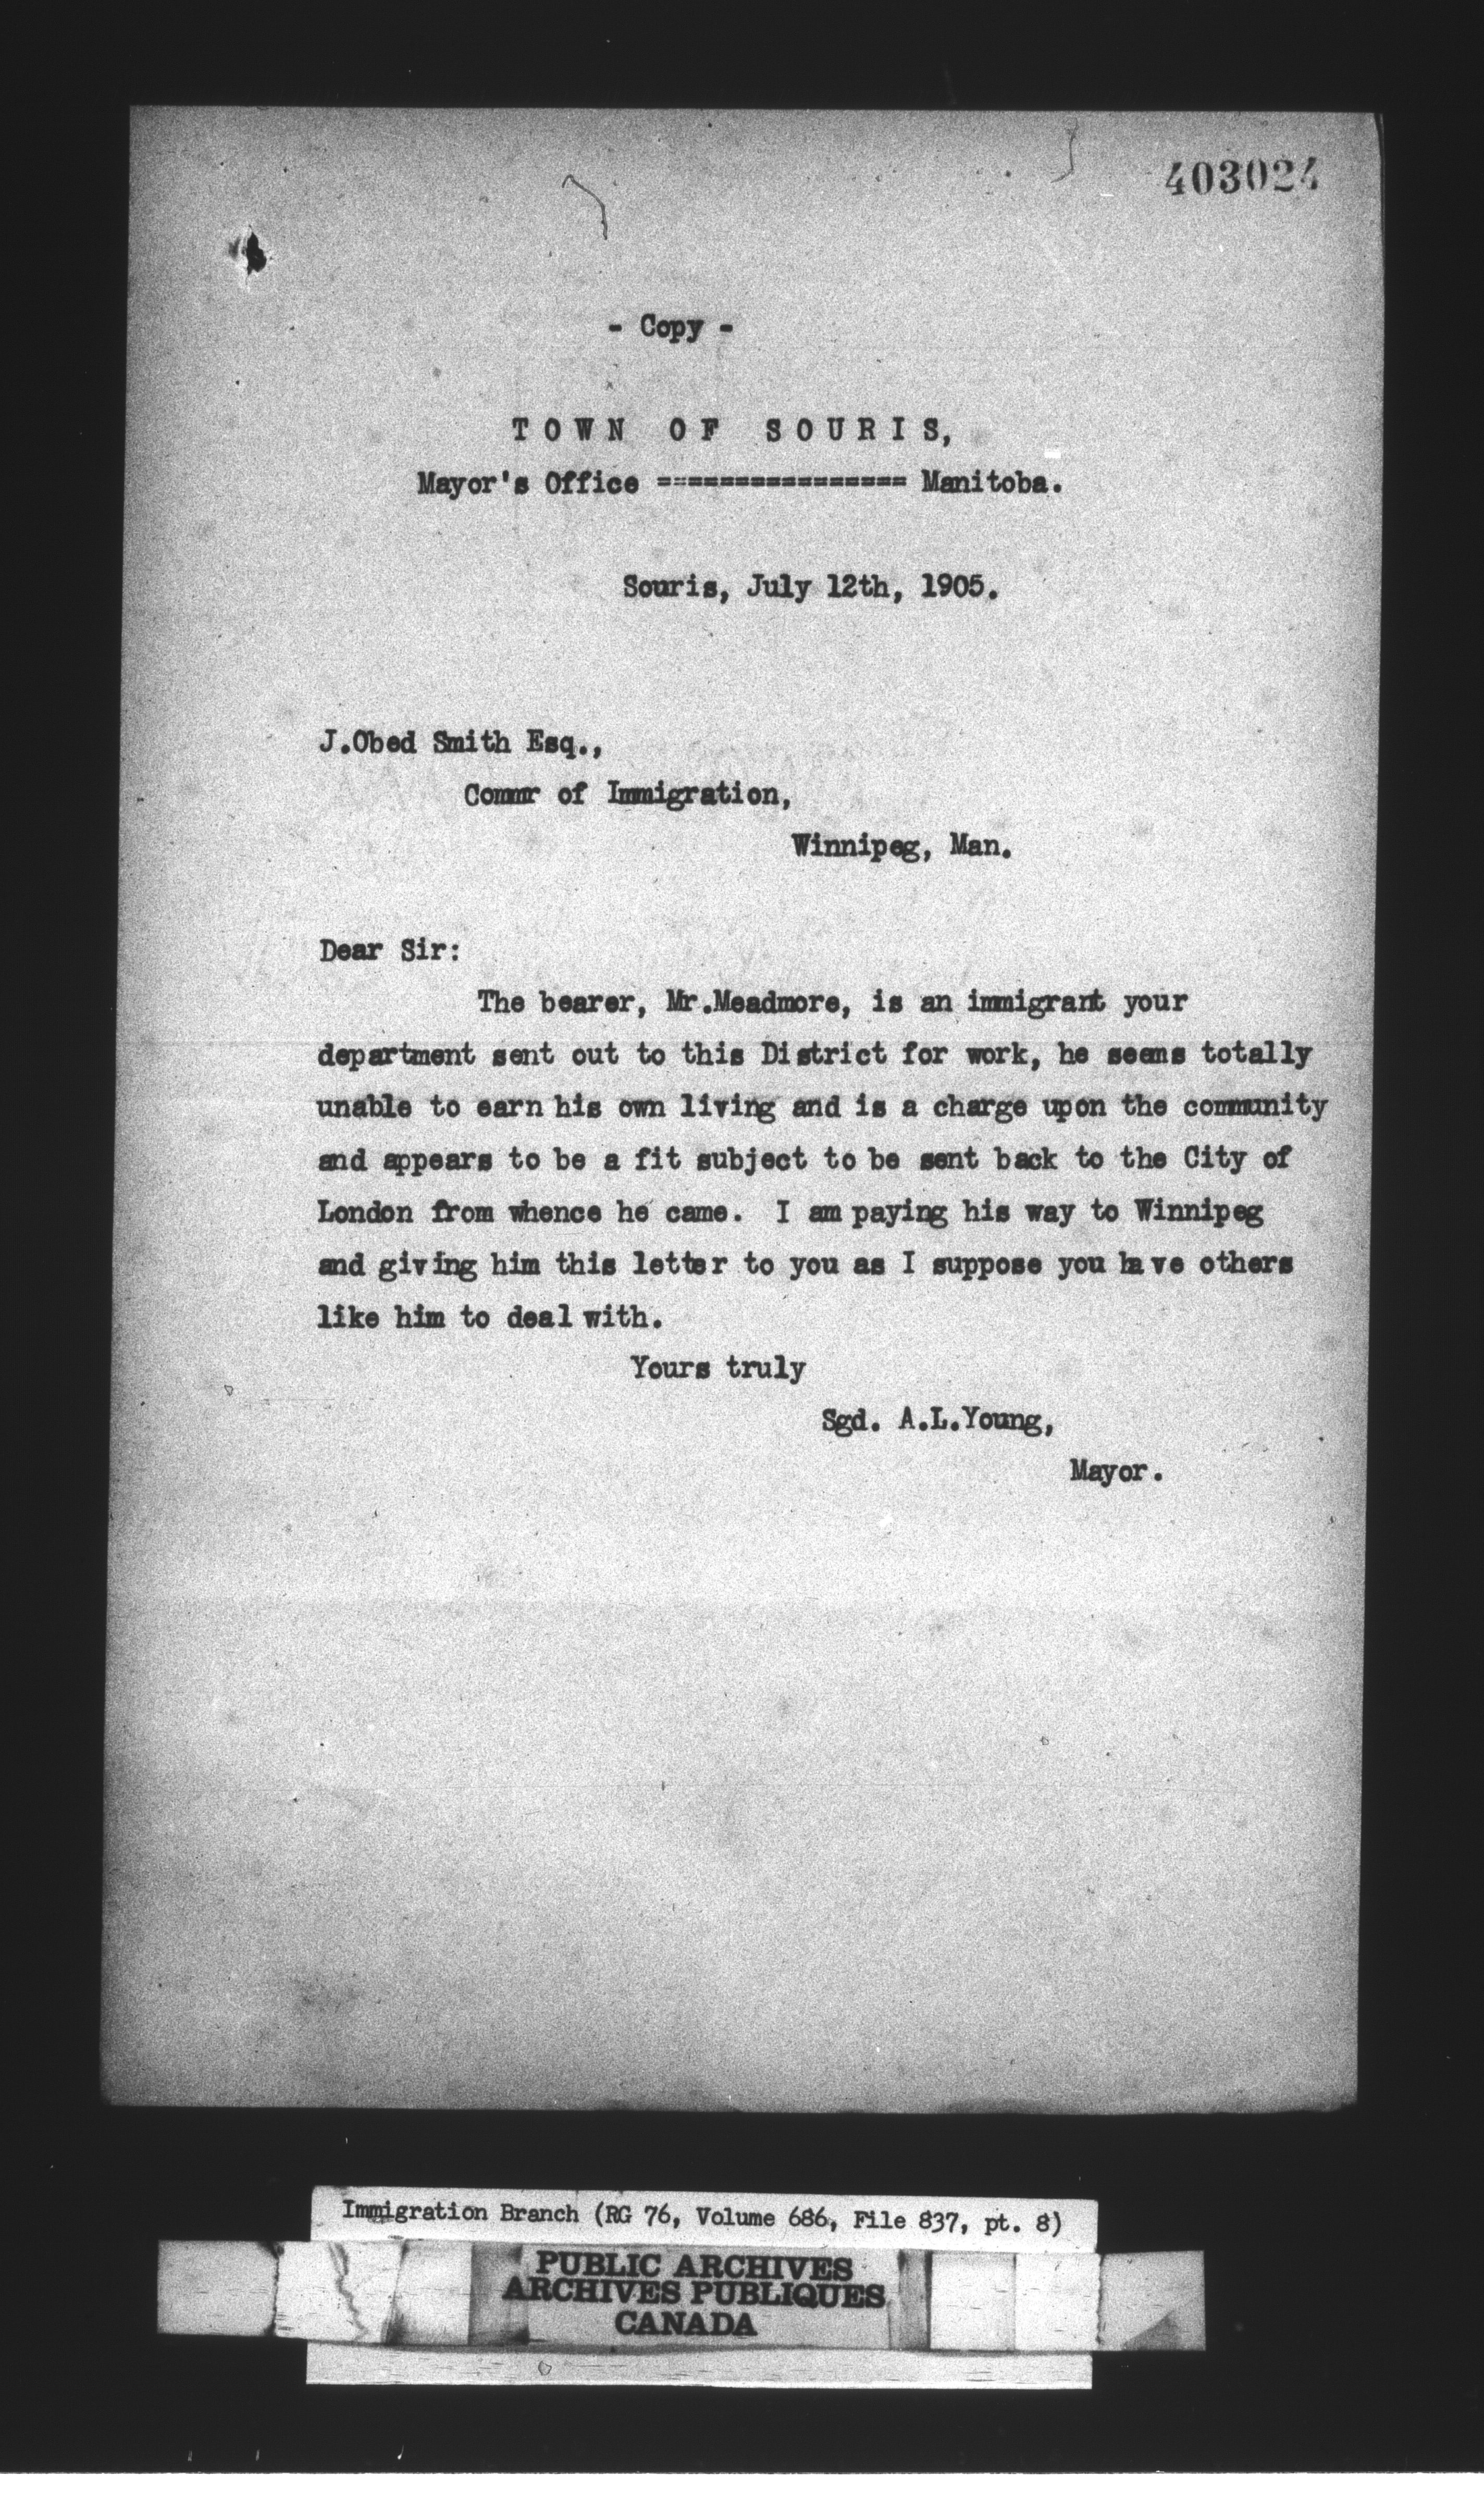 403024
- Copy -
TOWN OF SOURIS,
Mayor's Office ================ Manitoba.
Souris, July 12th, 1905.
J.Obed Smith Esq.,
Commr of Immigration,
Winnipeg, Man.
Dear Sir:
The bearer, Mr.Meadmore, is an immigrant your
department sent out to this District for work, he seems totally
unable to earn his own living and is a charge upon the community
and appears to be a fit subject to be sent back to the City of
London from whence he came. I am paying his way to Winnipeg
and giving him this letter to you as I suppose you have others
like him to deal with.
Yours truly
Sgd. A.L.Young,
Mayor.
Immigration Branch (RG 76, Volume 686, File 837, pt. 8)
PUBLIC ARCHIVES
ARCHIVES PUBLIQUES
CANADA